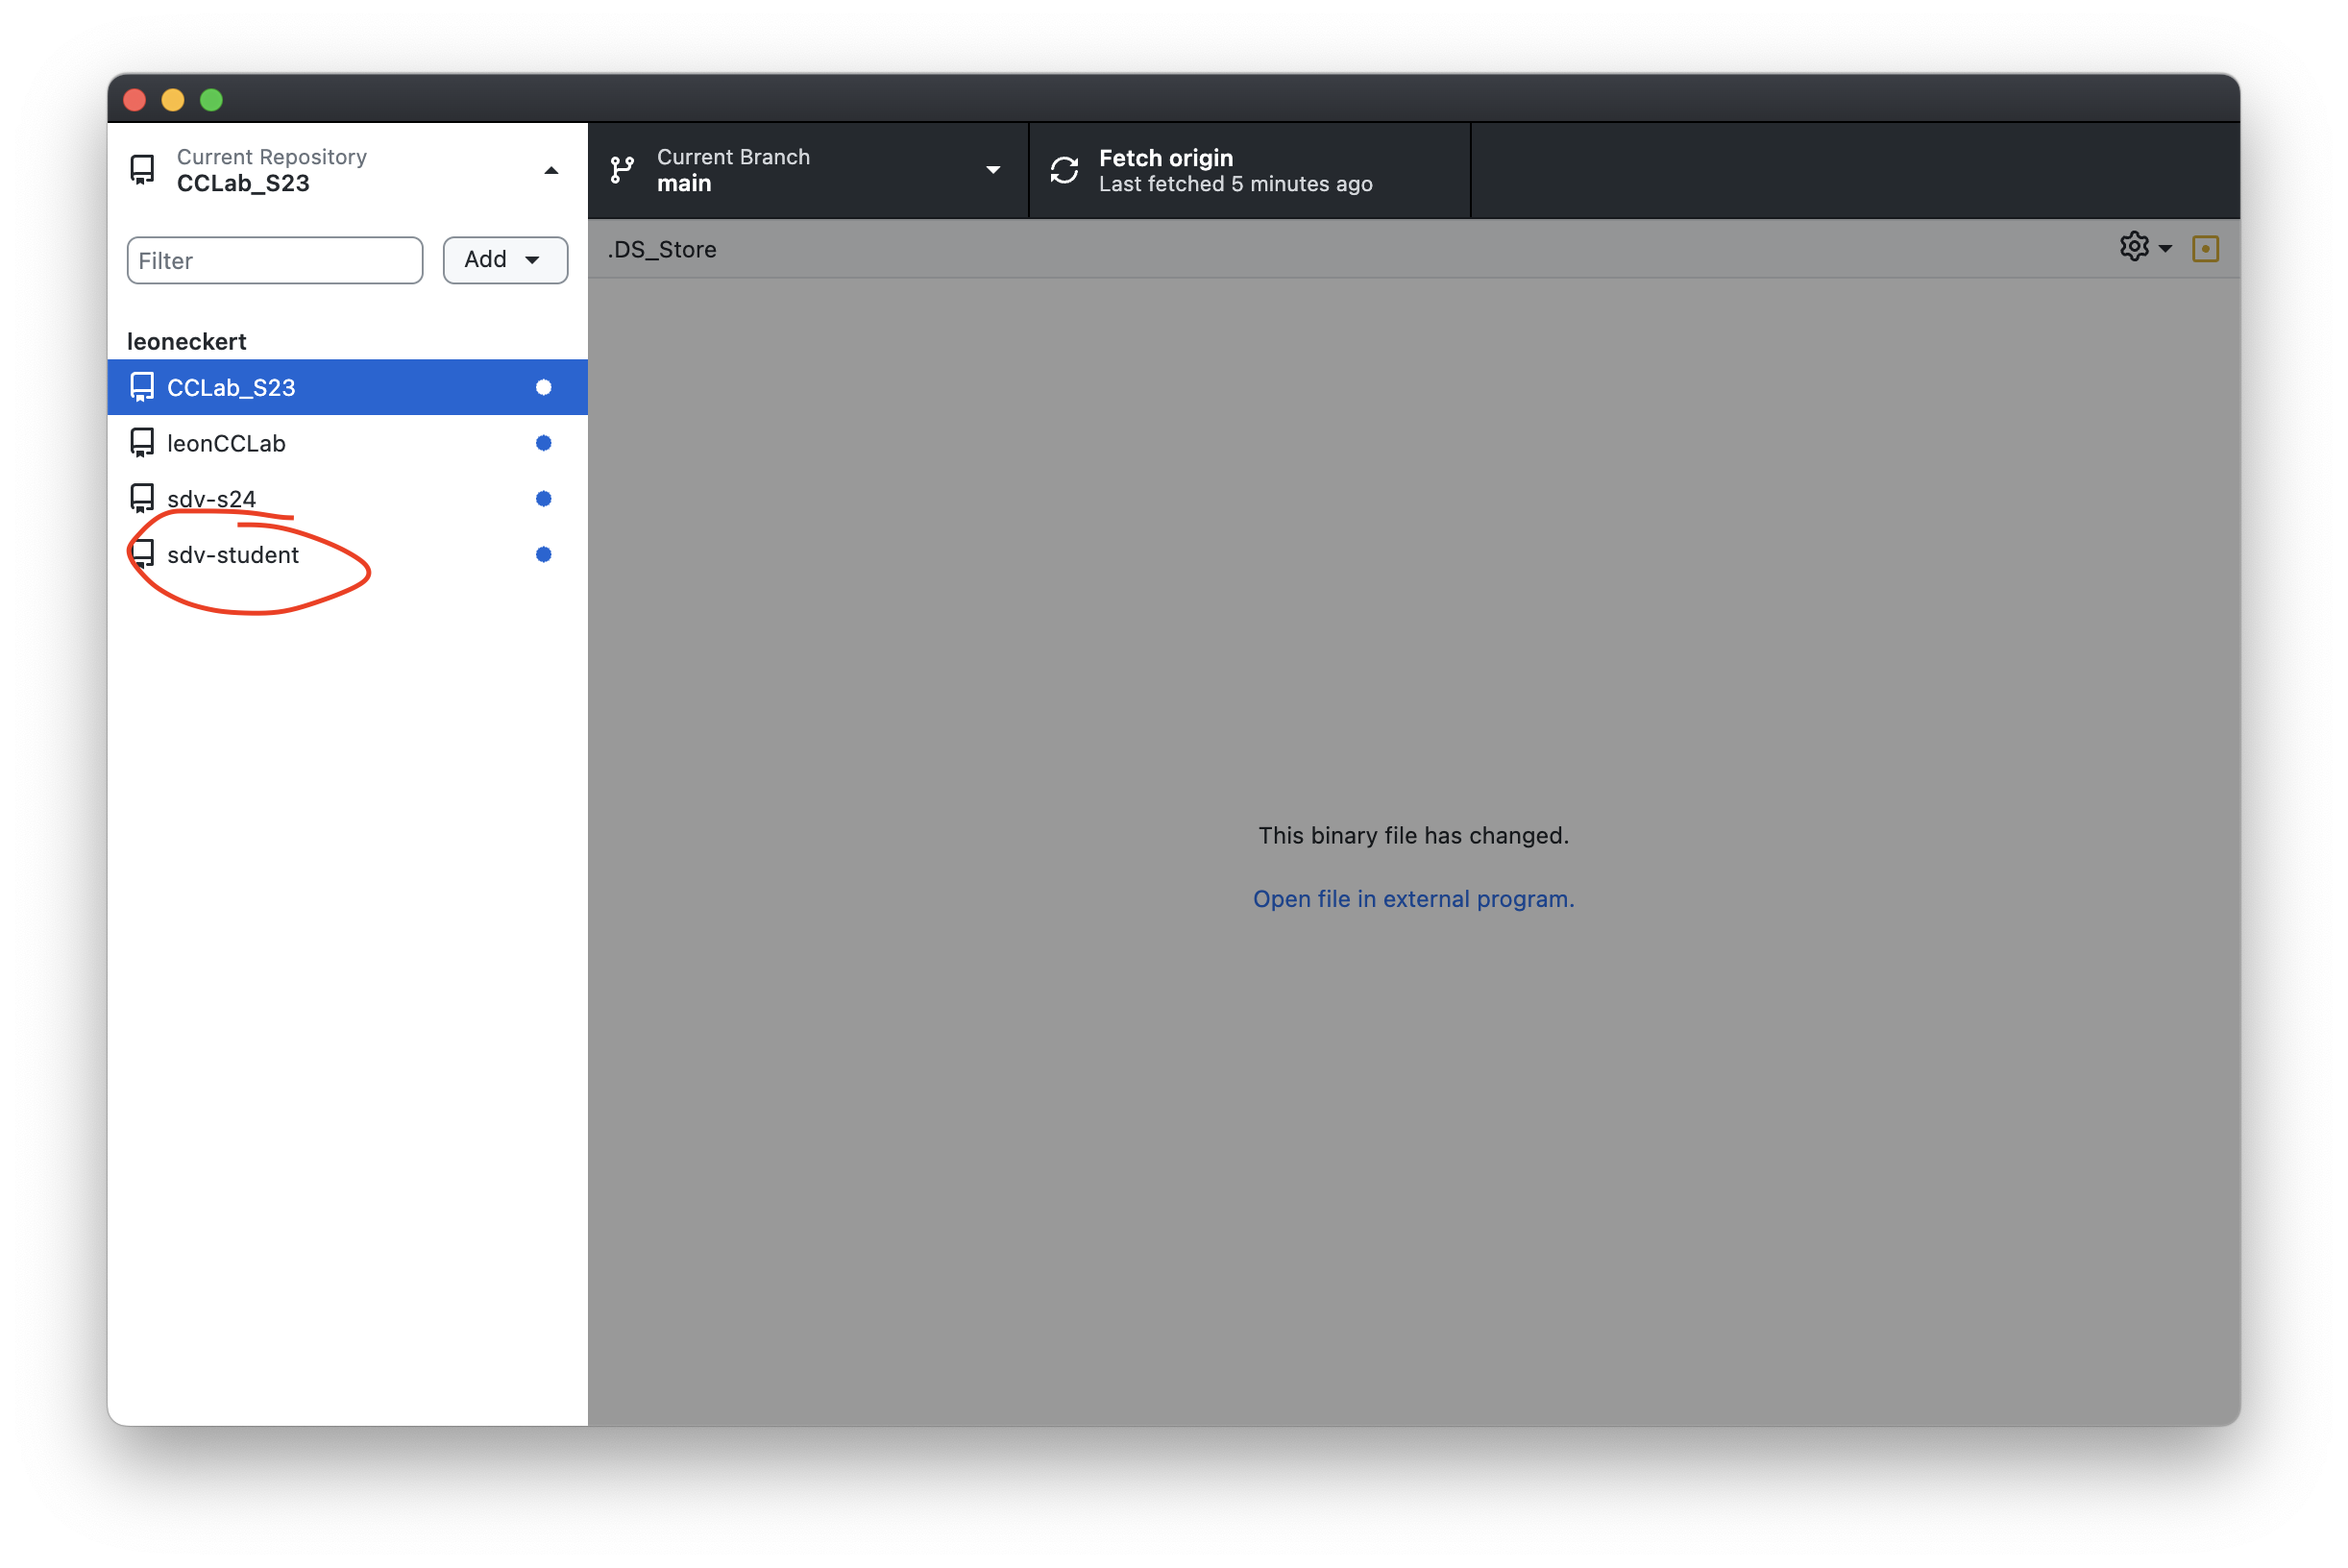 Current Repository
CCLab_S23
Current Branch
main
Fetch origin
Last fetched 5 minutes ago
Filter
Add
.DS_Store
leoneckert
CCLab_S23
leonCCLab
sdv-s24
sdv-student
This binary file has changed.
Open file in external program.